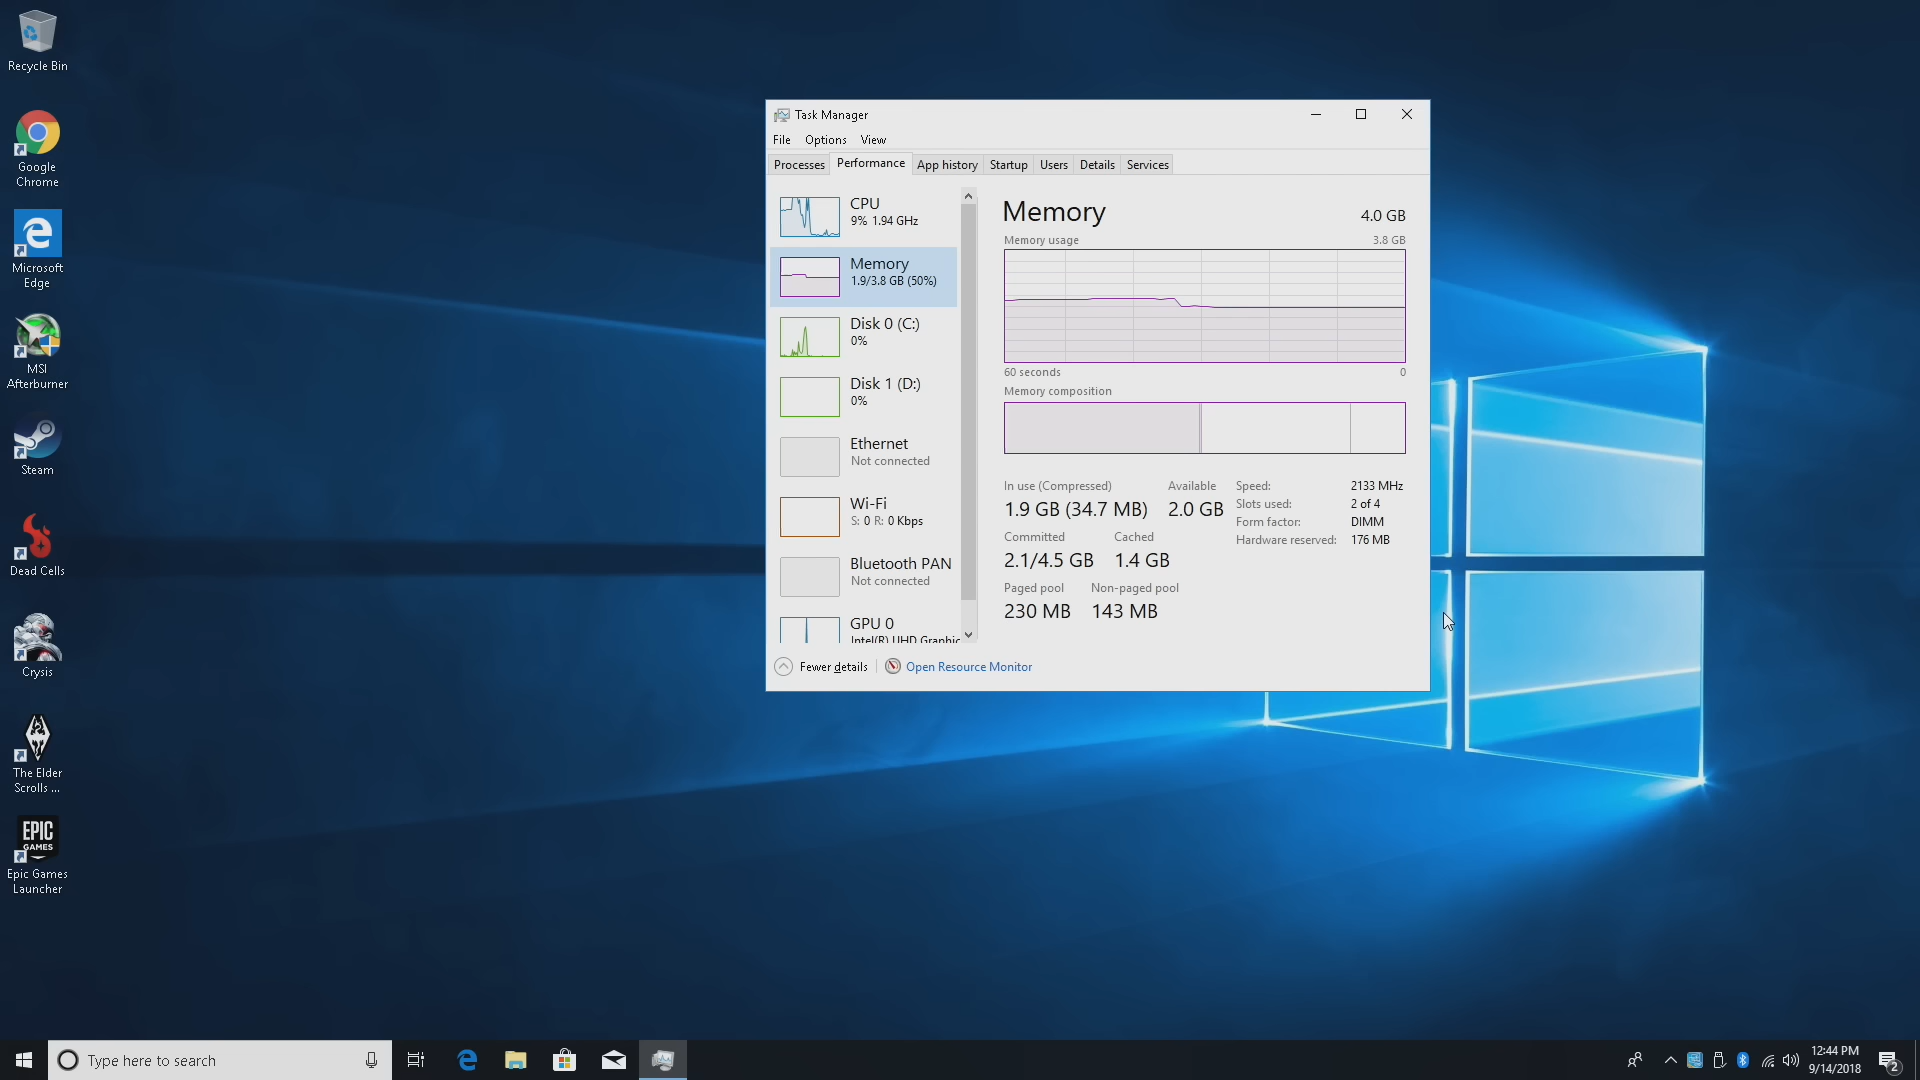 Recycle Bin
Google
Chrome
Microsoft
Edge
MSI
Afterburner
Steam
Dead Cells
Crysis
The Elder
Scrolls ...
EPIC
GAMES
Epic Games
Launcher
Task Manager
File Options View
Processes Performance App history Startup Users Details Services
CPU
9% 1.94 GHz
Memory
1.9/3.8 GB (50%)
Disk 0 (C:)
0%
Disk 1 (D:)
0%
Ethernet
Not connected
Wi-Fi
S: 0 R: 0 Kbps
Bluetooth PAN
Not connected
GPU 0
Intel(R) UHD Graphic
Memory 4.0 GB
Memory usage 3.8 GB
60 seconds 0
Memory composition
In use (Compressed) Available
1.9 GB (34.7 MB) 2.0 GB
Committed Cached
2.1/4.5 GB 1.4 GB
Paged pool Non-paged pool
230 MB 143 MB
Speed: 2133 MHz
Slots used: 2 of 4
Form factor: DIMM
Hardware reserved: 176 MB
Fewer details Open Resource Monitor
Type here to search
12:44 PM
9/14/2018
2